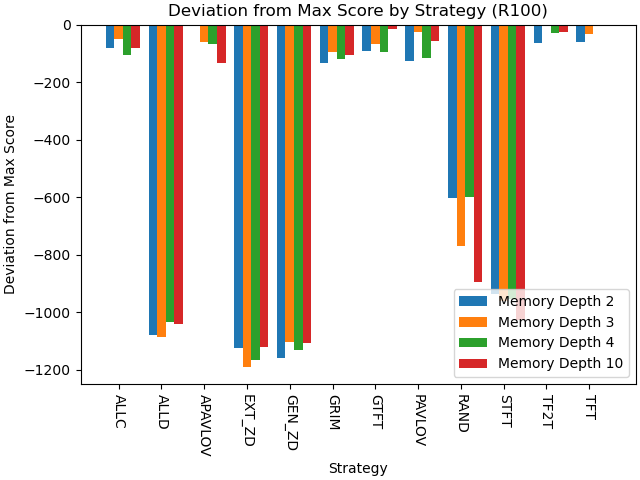 Deviation from Max Score by Strategy (R100)
Deviation from Max Score
0
−200
−400
−600
−800
−1000
−1200
Memory Depth 2
Memory Depth 3
Memory Depth 4
Memory Depth 10
ALLC
ALLD
APAVLOV
EXT_ZD
GEN_ZD
GRIM
GTFT
PAVLOV
RAND
STFT
TF2T
TFT
Strategy